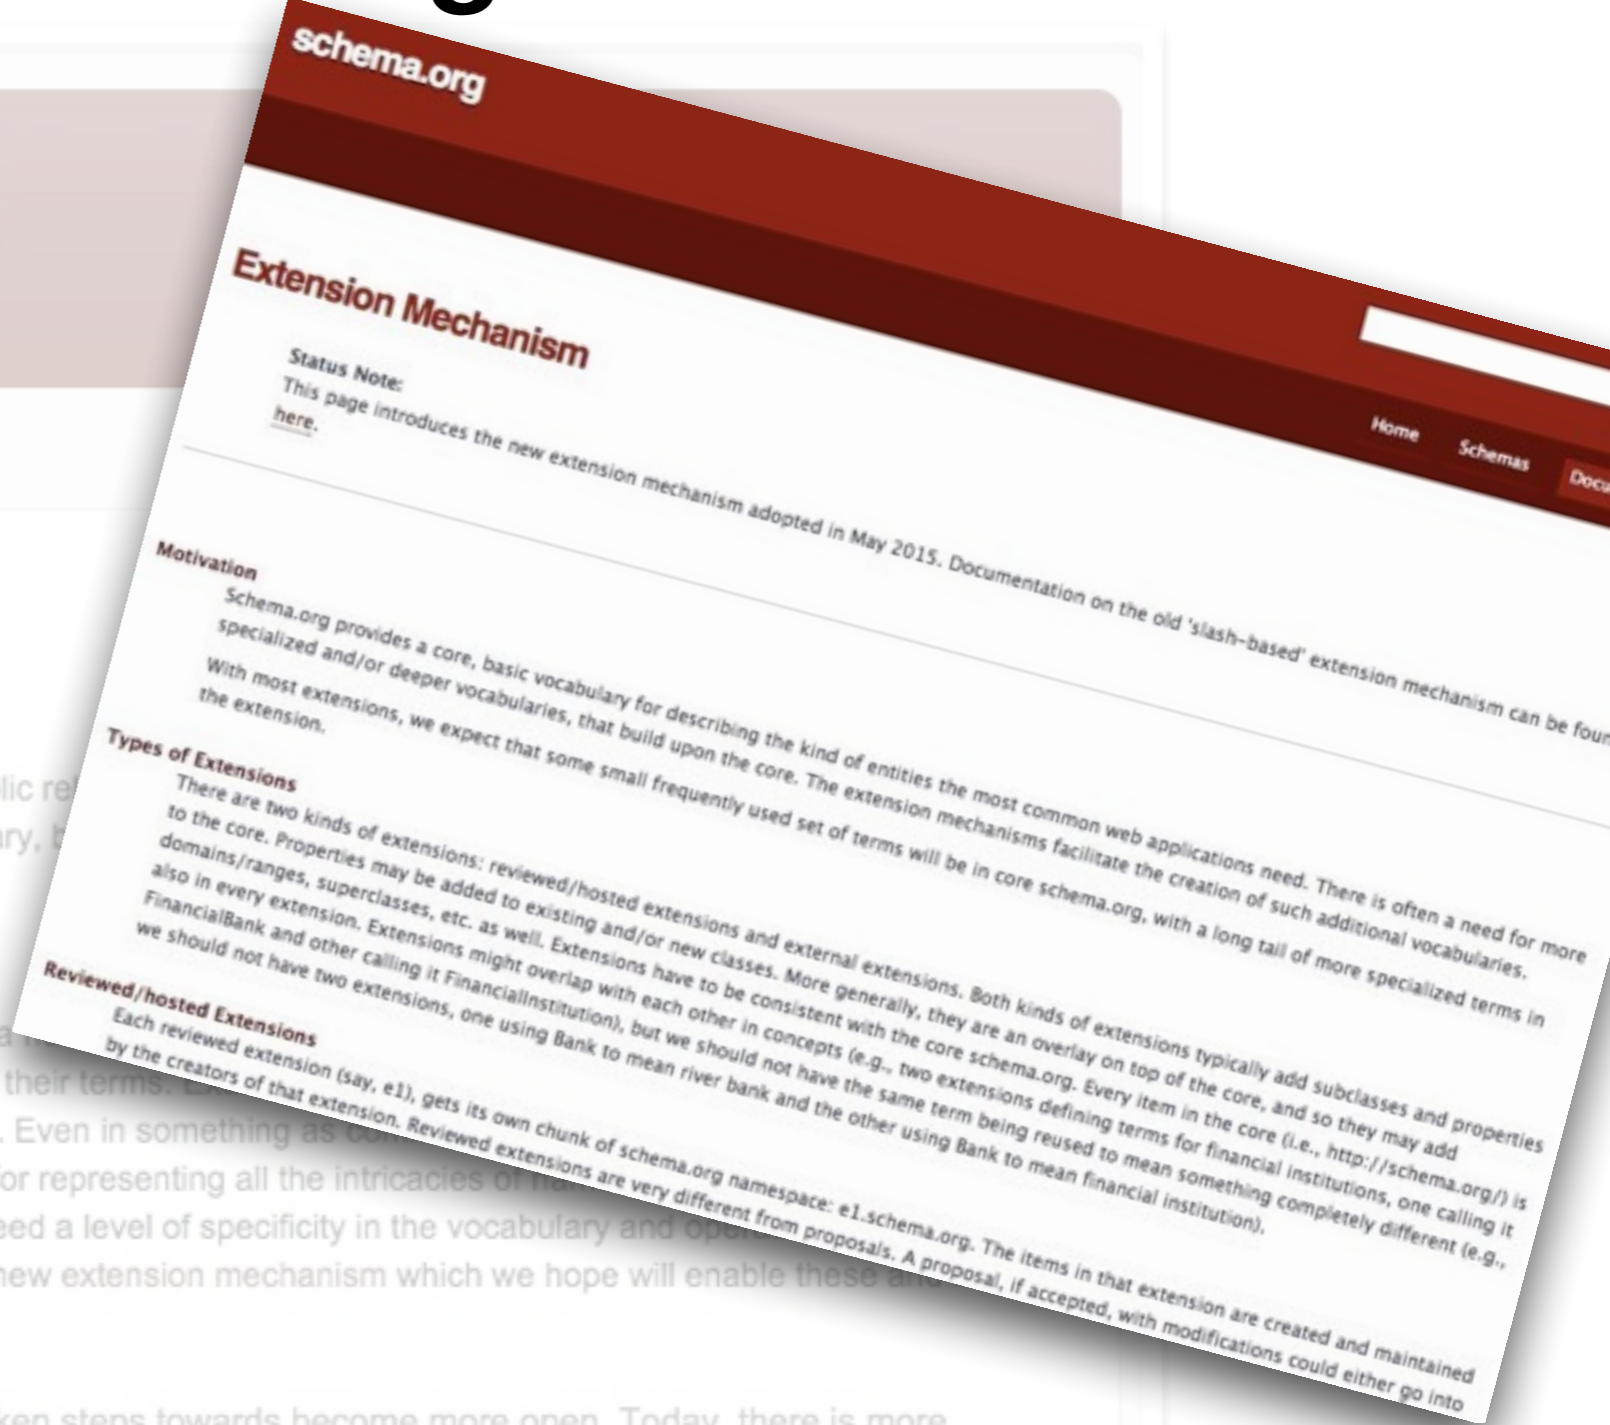 g
schema.org
Home Schemas
Extension Mechanism
Status Note:
This page introduces the new extension mechanism adopted in May 2015. Documentation on the old 'slash-based' extension mechanism can be
here.
Motivation
Schema.org provides a core, basic vocabulary for describing the kind of entities the most common web applications need. There is often a need for more
specialized and/or deeper vocabularies, that build upon the core. The extension mechanisms facilitate the creation of such additional vocabularies.
With most extensions, we expect that some small frequently used set of terms will be in core schema.org, with a long tail of more specialized terms in
the extension.
Types of Extensions
There are two kinds of extensions: reviewed/hosted extensions and external extensions. Both kinds of extensions typically add subclasses and properties
to the core. Properties may be added to existing and/or new classes. More generally, they are an overlay on top of the core, and so they may add
domains/ranges, superclasses, etc. as well. Extensions have to be consistent with the core schema.org. Every item in the core (i.e., http://schema.org/) is
also in every extension. Extensions might overlap with each other in concepts (e.g., two extensions defining terms for financial institutions, one calling it
FinancialBank and other calling it FinancialInstitution), but we should not have the same term being reused to mean something completely different (e.g.,
we should not have two extensions, one using Bank to mean river bank and the other using Bank to mean financial institution),
Reviewed/hosted Extensions
Each reviewed extension (say, e1), gets its own chunk of schema.org namespace: e1.schema.org. The items in that extension are created and maintained
by the creators of that extension. Reviewed extensions are very different from proposals. A proposal, if accepted, with modifications could either go into
their terms.
. Even in something as
or representing all the intricacies of
eed a level of specificity in the vocabulary and
new extension mechanism which we hope will enable these and
ken steps towards become more open. Today, there is more